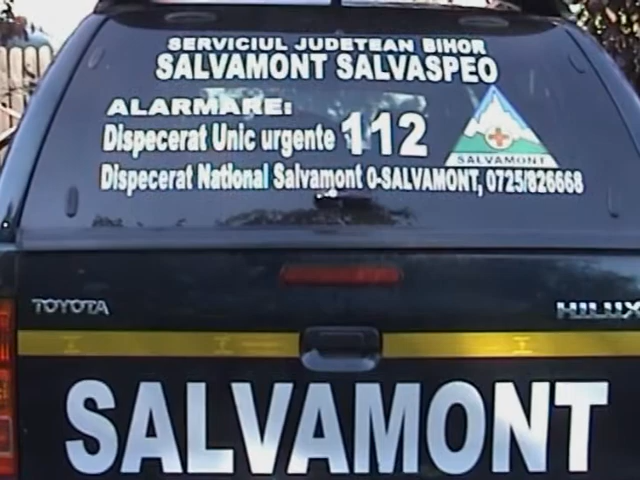 SERVICIUL JUDETEAN BIHOR
SALVAMONT SALVASPEO
ALARMARE:
Dispecerat Unic urgente 112
SALVAMONT
Dispecerat National Salvamont 0-SALVAMONT, 0725/826668
TOYOTA HILUX
SALVAMONT